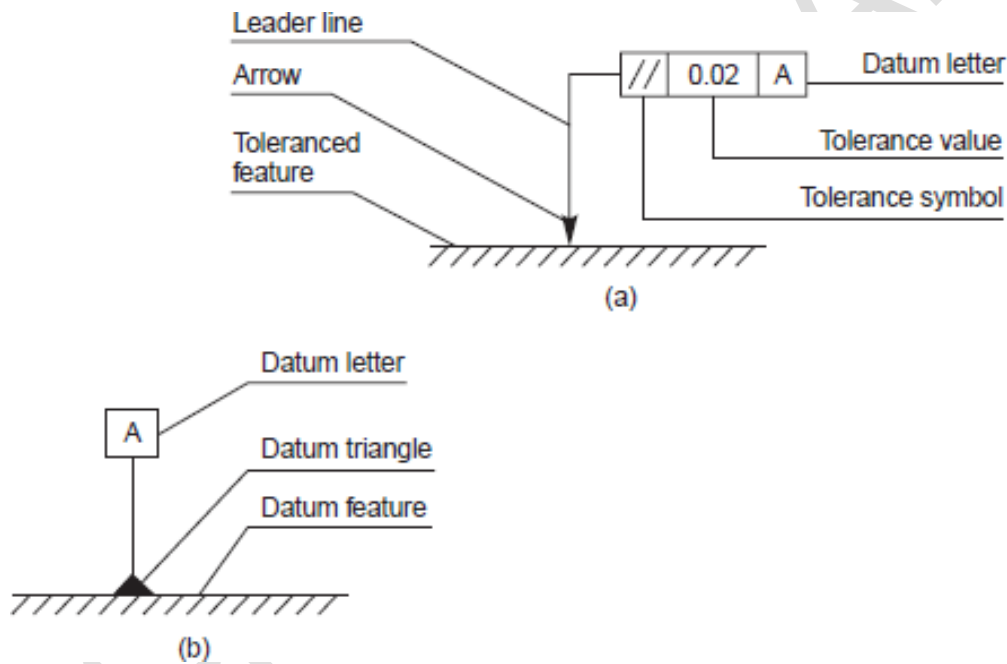 Leader line
Arrow
Toleranced
feature
// 0.02 A
Datum letter
Tolerance value
Tolerance symbol
(a)
Datum letter
A
Datum triangle
Datum feature
(b)